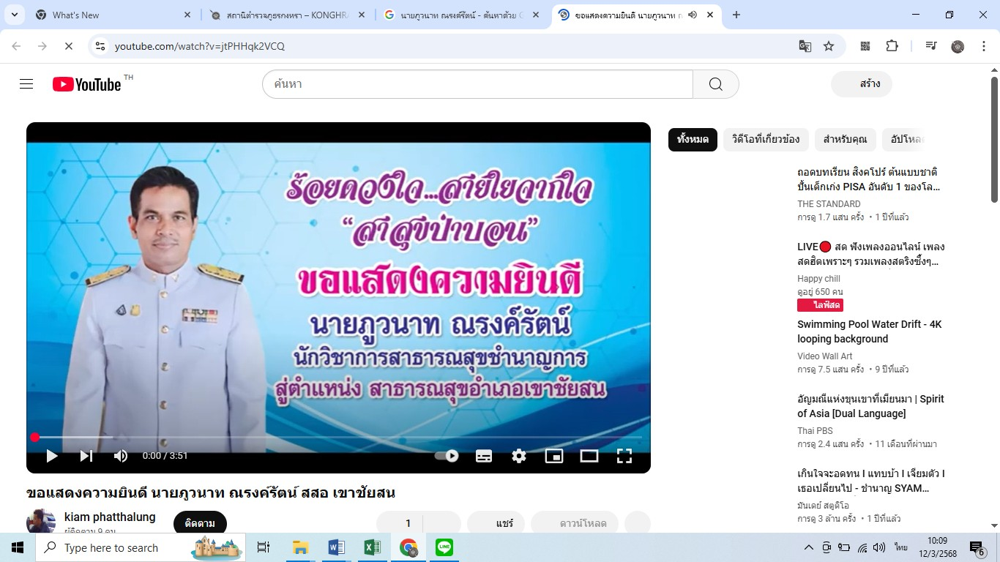 What's New
สถานีตำรวจภูธรกงหรา – KONGHRA
นายภูวนาท ณรงค์รัตน์ - ค้นหาด้วย G
ขอแสดงความยินดี นายภูวนาท ณ
youtube.com/watch?v=jtPHHqk2VCQ
YouTube TH
ค้นหา
สร้าง
ร้อยดวงใจ...สายใยจากใจ
“สาสุขป่าบอน”
ขอแสดงความยินดี
นายภูวนาท ณรงค์รัตน์
นักวิชาการสาธารณสุขชำนาญการ
สู่ตำแหน่ง สาธารณสุขอำเภอเขาชัยสน
0:00 / 3:51
ขอแสดงความยินดี นายภูวนาท ณรงค์รัตน์ สสอ เขาชัยสน
kiam phatthalung
ผู้ติดตาม 9 คน
ติดตาม
1
แชร์
ดาวน์โหลด
ทั้งหมด
วิดีโอที่เกี่ยวข้อง
สำหรับคุณ
อัปโหล
ถอดบทเรียน สิงคโปร์ ต้นแบบชาติ
ปั้นเด็กเก่ง PISA อันดับ 1 ของโล...
THE STANDARD
การดู 1.7 แสน ครั้ง • 1 ปีที่แล้ว
LIVE🔴 สด ฟังเพลงออนไลน์ เพลง
สตฮิตเพราะๆ รวมเพลงสตริงซึ้งๆ...
Happy chill
ดูอยู่ 650 คน
ไลฟ์สด
Swimming Pool Water Drift - 4K
looping background
Video Wall Art
การดู 7.5 แสน ครั้ง • 9 ปีที่แล้ว
อัญมณีแห่งขุนเขาที่เมียนมา | Spirit
of Asia [Dual Language]
Thai PBS
การดู 2.4 แสน ครั้ง • 11 เดือนที่ผ่านมา
เกินใจจะอดทน l แทบบ้า l เจียมตัว l
เธอเปลี่ยนไป - ชำนาญ SYAM...
มันเดย์ สตูดิโอ
การดู 3 ล้าน ครั้ง • 1 ปีที่แล้ว
Type here to search
ไทย
10:09
12/3/2568
6